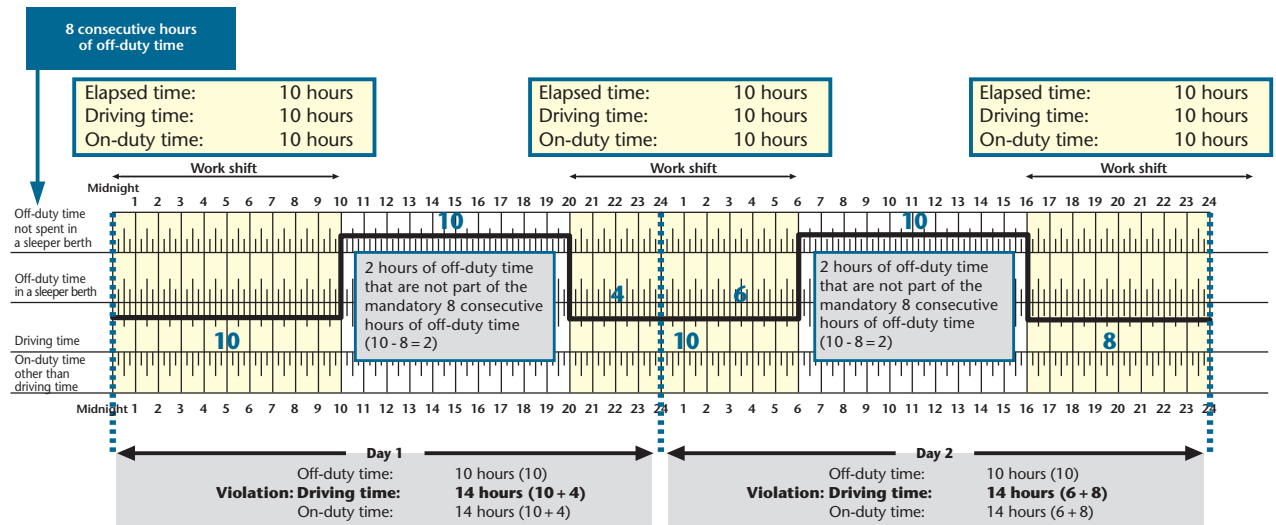 8 consecutive hours
of off-duty time
Elapsed time: 10 hours
Driving time: 10 hours
On-duty time: 10 hours
Elapsed time: 10 hours
Driving time: 10 hours
On-duty time: 10 hours
Elapsed time: 10 hours
Driving time: 10 hours
On-duty time: 10 hours
Work shift
Work shift
Work shift
Midnight
1 2 3 4 5 6 7 8 9 10 11 12 13 14 15 16 17 18 19 20 21 22 23 24 1 2 3 4 5 6 7 8 9 10 11 12 13 14 15 16 17 18 19 20 21 22 23 24
Off-duty time
not spent in
a sleeper berth
10
10
Off-duty time
in a sleeper berth
2 hours of off-duty time
that are not part of the
mandatory 8 consecutive
hours of off-duty time
(10 - 8 = 2)
4
6
2 hours of off-duty time
that are not part of the
mandatory 8 consecutive
hours of off-duty time
(10 - 8 = 2)
Driving time
10
10
8
On-duty time
other than
driving time
Midnight 1 2 3 4 5 6 7 8 9 10 11 12 13 14 15 16 17 18 19 20 21 22 23 24 1 2 3 4 5 6 7 8 9 10 11 12 13 14 15 16 17 18 19 20 21 22 23 24
Day 1
Off-duty time: 10 hours (10)
Violation: Driving time: 14 hours (10 + 4)
On-duty time: 14 hours (10 + 4)
Day 2
Off-duty time: 10 hours (10)
Violation: Driving time: 14 hours (6 + 8)
On-duty time: 14 hours (6 + 8)